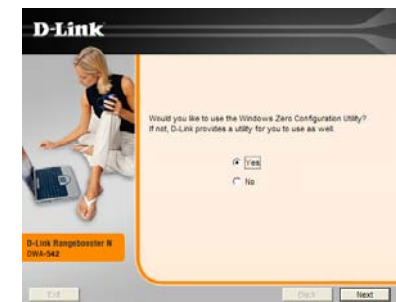 D-Link
Would you like to use the Windows Zero Configuration Utility?
If not, D-Link provides a utility for you to use as well.
Yes
No
D-Link Rangebooster N
DWA-542
Exit
Back
Next